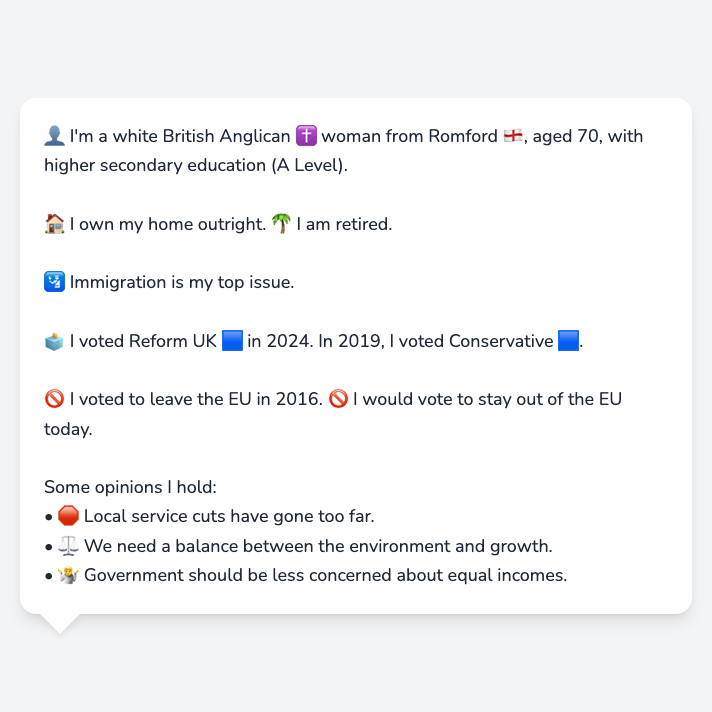 👤 I'm a white British Anglican ✝️ woman from Romford 🏴󠁧󠁢󠁥󠁮󠁧󠁿, aged 70, with
higher secondary education (A Level).
🏠 I own my home outright. 🌴 I am retired.
🛂 Immigration is my top issue.
🗳️ I voted Reform UK 🟦 in 2024. In 2019, I voted Conservative 🟦.
🚫 I voted to leave the EU in 2016. 🚫 I would vote to stay out of the EU
today.
Some opinions I hold:
• 🛑 Local service cuts have gone too far.
• ⚖️ We need a balance between the environment and growth.
• 🤷 Government should be less concerned about equal incomes.